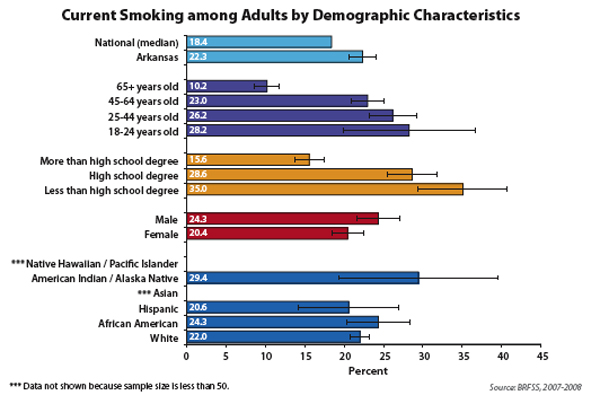 Current Smoking among Adults by Demographic Characteristics
National (median) 18.4
Arkansas 22.3
65+ years old 10.2
45-64 year old 23.0
25-44 year old 26.2
18-24 years old 28.2
More than high school degree 15.6
High school degree 28.6
Less than high school degree 35.0
Male 24.3
Female 20.4
***Native Hawaiian / Pacific Islander
American Indian / Alaska Native 29.4
*** Asian
Hispanic 20.6
African American 24.3
White 22.0
0 5 10 15 20 25 30 35 40 45
Percent
*** Data not shown because sample size is less than 50.
Source: BRFSS, 2007-2008